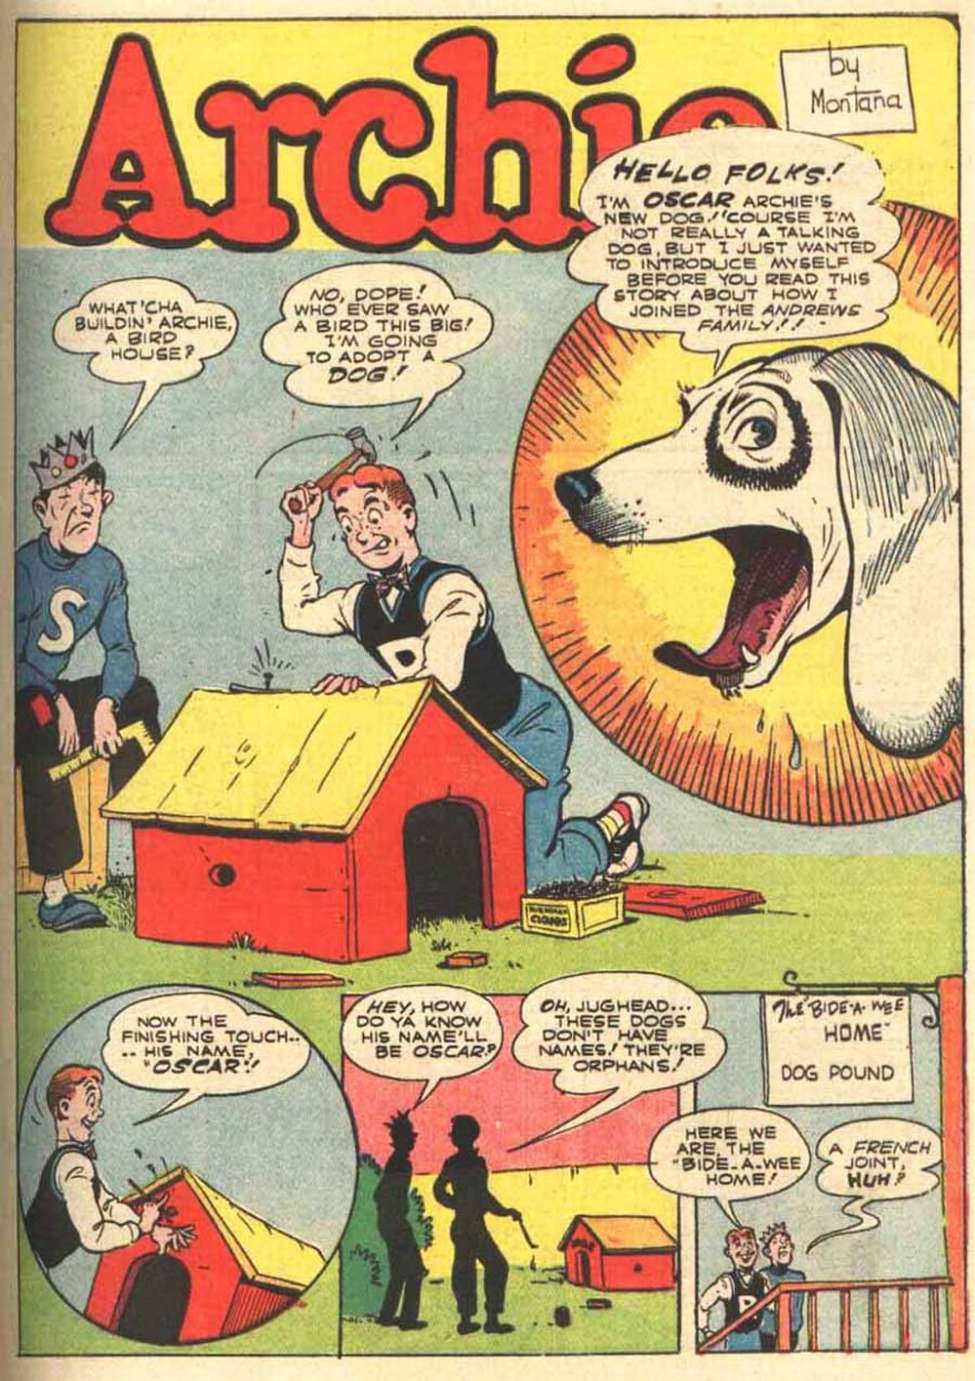 Archie
by
Montana
HELLO FOLKS!
I'M OSCAR ARCHIE'S
NEW DOG! 'COURSE I'M
NOT REALLY A TALKING
DOG, BUT I JUST WANTED
TO INTRODUCE MYSELF
BEFORE YOU READ THIS
STORY ABOUT HOW I
JOINED THE ANDREWS
FAMILY!!
WHAT'CHA
BUILDIN' ARCHIE,
A BIRD
HOUSE?
NO, DOPE!
WHO EVER SAW
A BIRD THIS BIG!
I'M GOING
TO ADOPT A
DOG!
S
NOW THE
FINISHING TOUCH--
-- HIS NAME,
"OSCAR"!
HEY, HOW
DO YA KNOW
HIS NAME'LL
BE OSCAR?
OH, JUGHEAD...
THESE DOGS
DON'T HAVE
NAMES! THEY'RE
ORPHANS!
The "BIDE-A-WEE
HOME"
DOG POUND
HERE WE
ARE, THE
"BIDE-A-WEE
HOME!
A FRENCH
JOINT,
HUH?